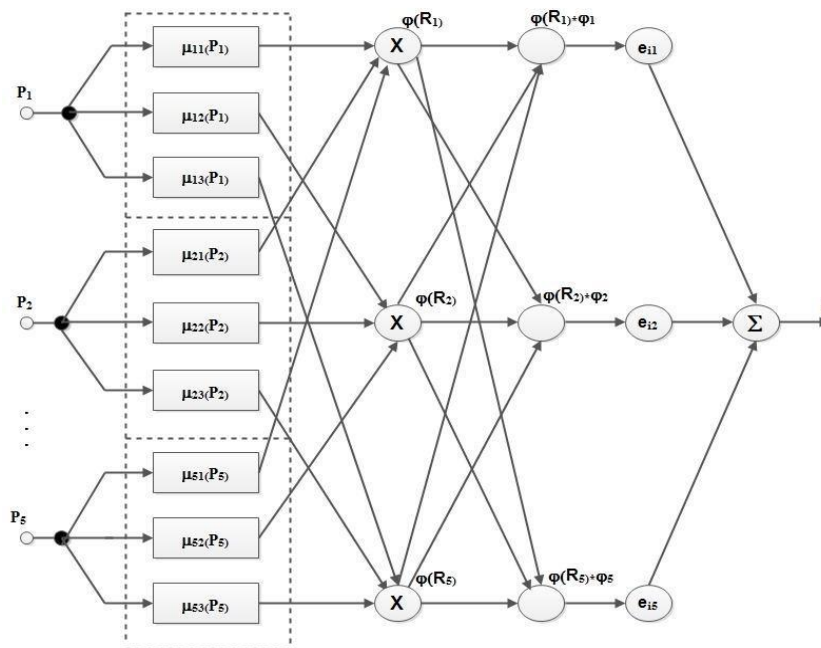 φ(R₁)
φ(R₁)*φ₁
μ₁₁(P₁)
X
eᵢ₁
P₁
μ₁₂(P₁)
μ₁₃(P₁)
μ₂₁(P₂)
P₂
φ(R₂)
φ(R₂)*φ₂
μ₂₂(P₂)
X
eᵢ₂
Σ
μ₂₃(P₂)
. . .
μ₅₁(P₅)
P₅
μ₅₂(P₅)
φ(R₅)
φ(R₅)*φ₅
μ₅₃(P₅)
X
eᵢ₅